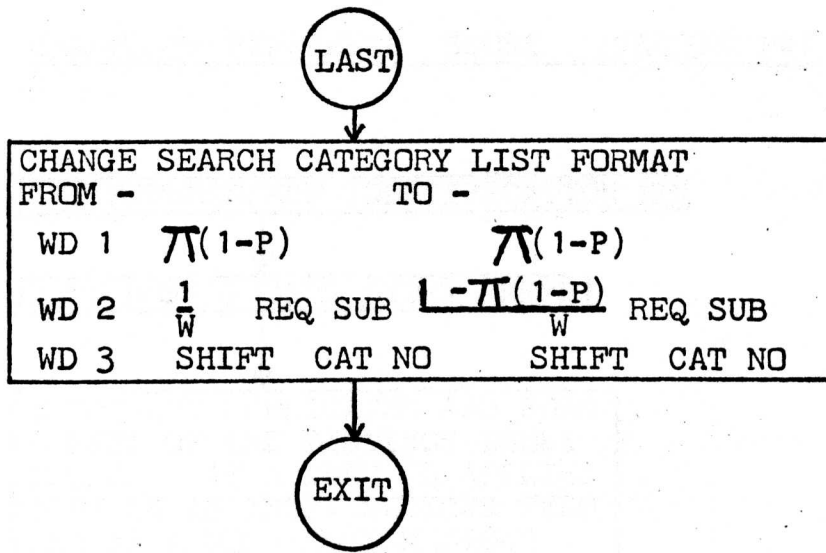 LAST
CHANGE SEARCH CATEGORY LIST FORMAT
FROM - TO -
WD 1 π(1-P) π(1-P)
WD 2 1/W REQ SUB 1-π(1-P)/W REQ SUB
WD 3 SHIFT CAT NO SHIFT CAT NO
EXIT